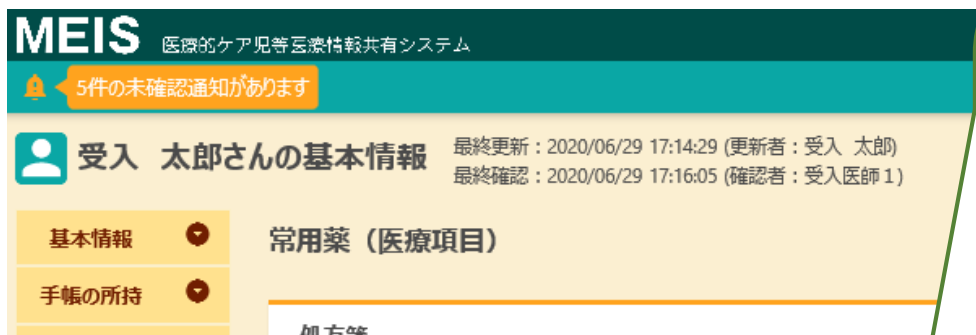 MEIS 医療的ケア児等医療情報共有システム
5件の未確認通知があります
受入 太郎さんの基本情報
最終更新：2020/06/29 17:14:29 (更新者：受入 太郎)
最終確認：2020/06/29 17:16:05 (確認者：受入医師１)
基本情報
常用薬（医療項目）
手帳の所持
処方箋